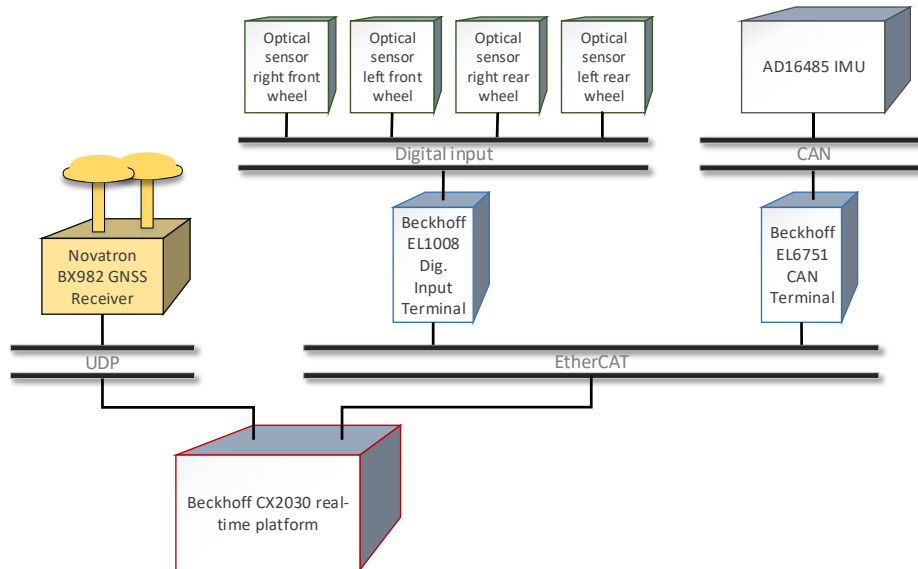 Optical
sensor
right front
wheel
Optical
sensor
left front
wheel
Optical
sensor
right rear
wheel
Optical
sensor
left rear
wheel
AD16485 IMU
Digital input
CAN
Beckhoff
EL1008
Dig.
Input
Terminal
Beckhoff
EL6751
CAN
Terminal
Novatron
BX982 GNSS
Receiver
UDP
EtherCAT
Beckhoff CX2030 real-
time platform